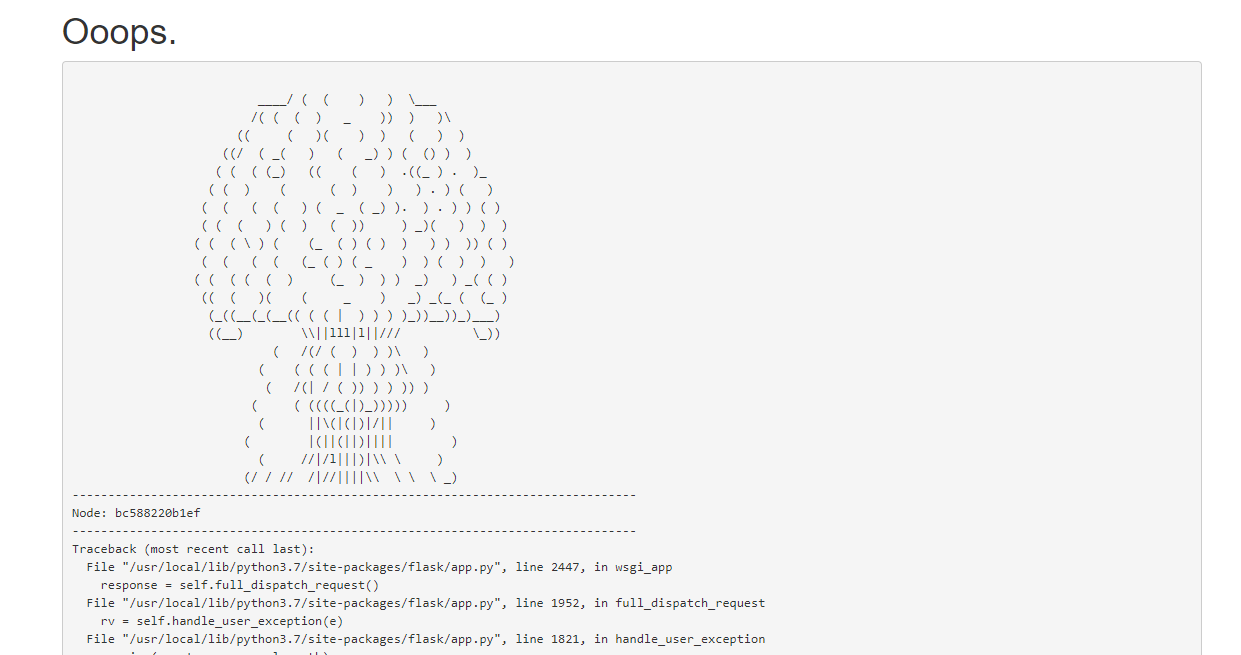 Ooops.
____/ (  (    )   )  \___
/( (  (  )   _    ))  )   )\
((     (   )(    )  )   (   )  )
((/  ( _(   )   (   _) ) (  () )  )
( (  ( (_)   ((    (   )  .((_ ) .  )_
( (  )    (      (  )    )   ) . ) (   )
(  (   (  (   ) (  _  ( _) ).  ) . ) ) ( )
( (  (   ) (  )   (  ))     ) _)(   )  )  )
( (  ( \ ) (    (_  ( ) ( )  )   ) )  )) ( )
(  (   (  (   (_ ( ) ( _    )  ) (  )  )   )
( (  ( (  (  )     (_  )  ) )  _)   ) _( ( )
((  (   )(    (     _    )   _) _(_ (  (_ )
(_((__(_(__(( ( ( |  ) ) ) )_))__))_)___)
((__)        \\||lll|l||///          \_))
(   /(/ (  )  ) )\   )
(    ( ( ( | | ) ) )\   )
(   /(| / ( )) ) ) )) )
(     ( ((((_(|)_)))))     )
(      ||\(|(|)|/||     )
(        |(||(||)||||        )
(     //|/l|||)|\\ \     )
(/ / //  /|//||||\\  \ \  \ _)
-------------------------------------------------------------------------------
Node: bc588220b1ef
-------------------------------------------------------------------------------
Traceback (most recent call last):
File "/usr/local/lib/python3.7/site-packages/flask/app.py", line 2447, in wsgi_app
response = self.full_dispatch_request()
File "/usr/local/lib/python3.7/site-packages/flask/app.py", line 1952, in full_dispatch_request
rv = self.handle_user_exception(e)
File "/usr/local/lib/python3.7/site-packages/flask/app.py", line 1821, in handle_user_exception